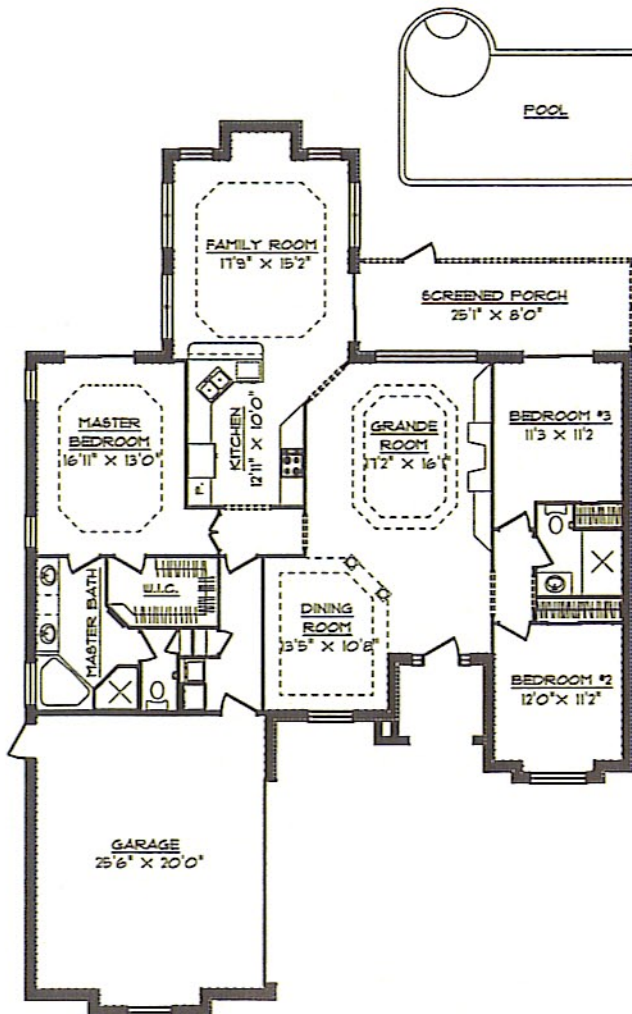 POOL
FAMILY ROOM
17'9" X 15'2"
SCREENED PORCH
25'1" X 8'0"
MASTER
BEDROOM
16'11" X 13'0"
KITCHEN
12'11" X 10'0"
P.
GRANDE
ROOM
17'2" X 16'1"
BEDROOM #3
11'3 X 11'2
W.I.C.
MASTER BATH
DINING
ROOM
13'5" X 10'8"
BEDROOM #2
12'0" X 11'2"
GARAGE
25'6" X 20'0"